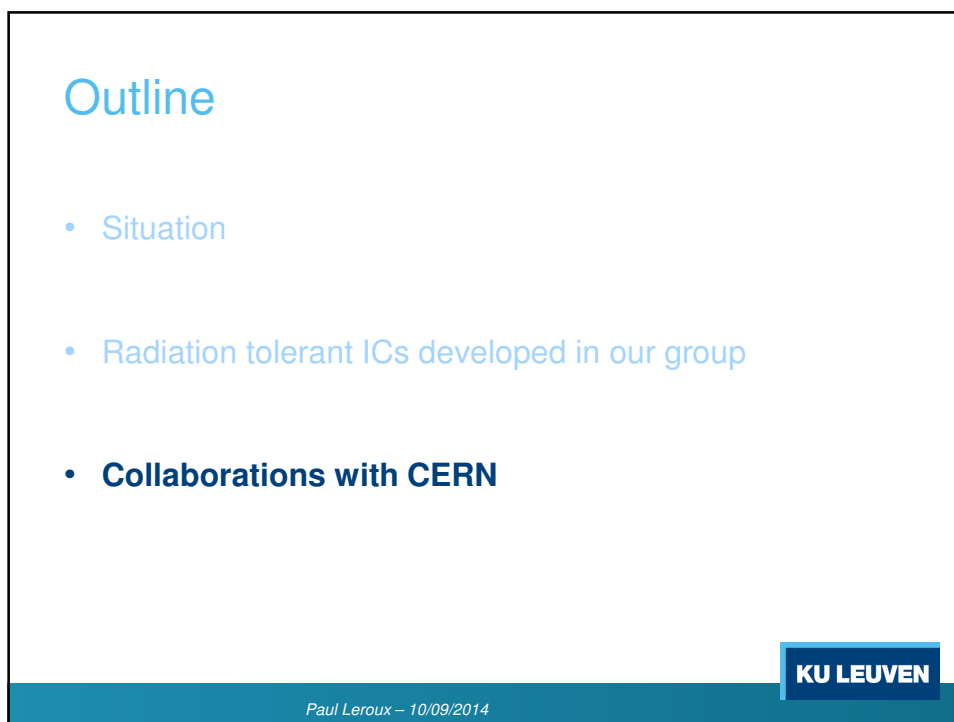 Outline
• Situation
• Radiation tolerant ICs developed in our group
• Collaborations with CERN
KU LEUVEN
Paul Leroux – 10/09/2014